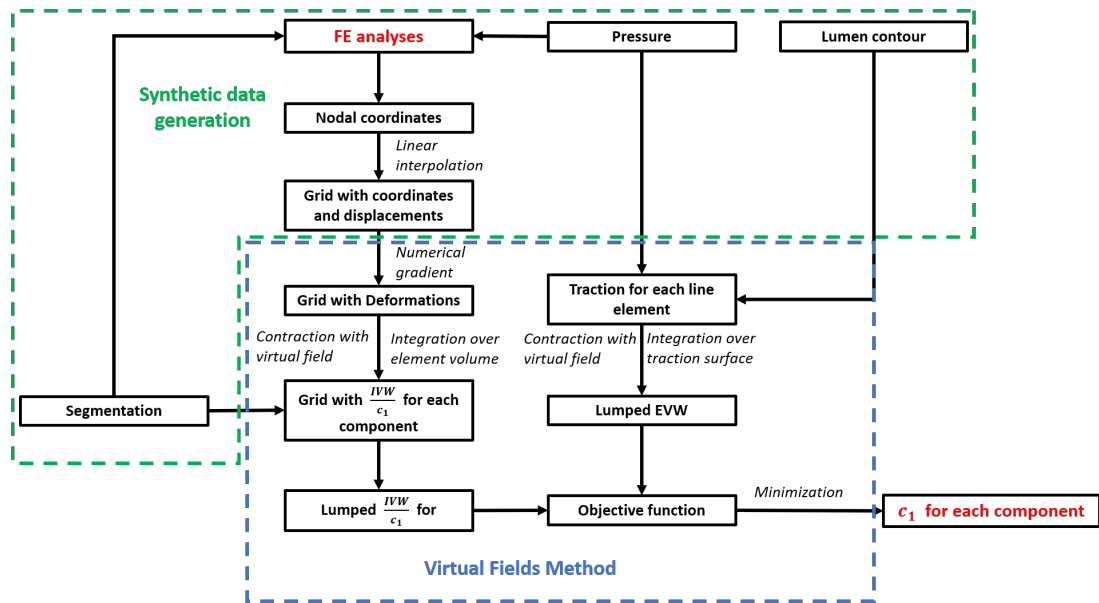 FE analyses
Pressure
Lumen contour
Synthetic data
generation
Nodal coordinates
Linear
interpolation
Grid with coordinates
and displacements
Numerical
gradient
Grid with Deformations
Traction for each line
element
Contraction with
virtual field
Integration over
element volume
Contraction with
virtual field
Integration over
traction surface
Segmentation
Grid with IVW/c₁ for each
component
Lumped EVW
Lumped IVW/c₁ for
Objective function
Minimization
c₁ for each component
Virtual Fields Method